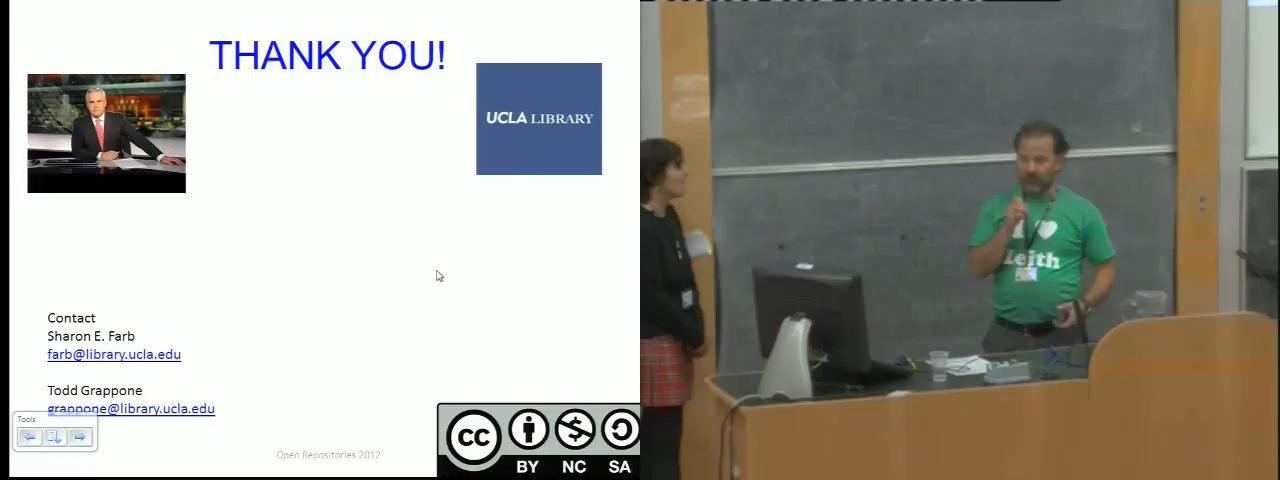 THANK YOU!
UCLA LIBRARY
Contact
Sharon E. Farb
farb@library.ucla.edu
Todd Grappone
grappone@library.ucla.edu
Tools
Open Repositories 2012
CC
BY NC SA
I
Leith